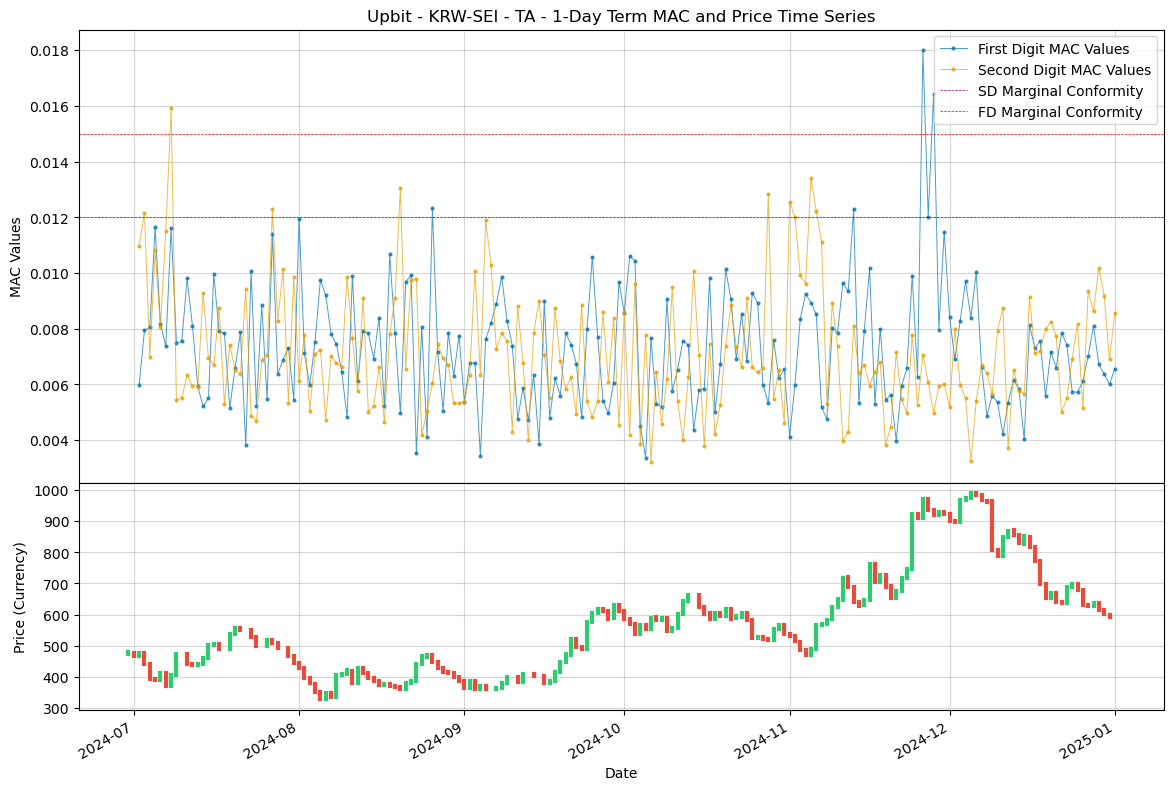 Upbit - KRW-SEI - TA - 1-Day Term MAC and Price Time Series
First Digit MAC Values
Second Digit MAC Values
SD Marginal Conformity
FD Marginal Conformity
MAC Values
0.018
0.016
0.014
0.012
0.010
0.008
0.006
0.004
Price (Currency)
1000
900
800
700
600
500
400
300
2024-07
2024-08
2024-09
2024-10
2024-11
2024-12
2025-01
Date